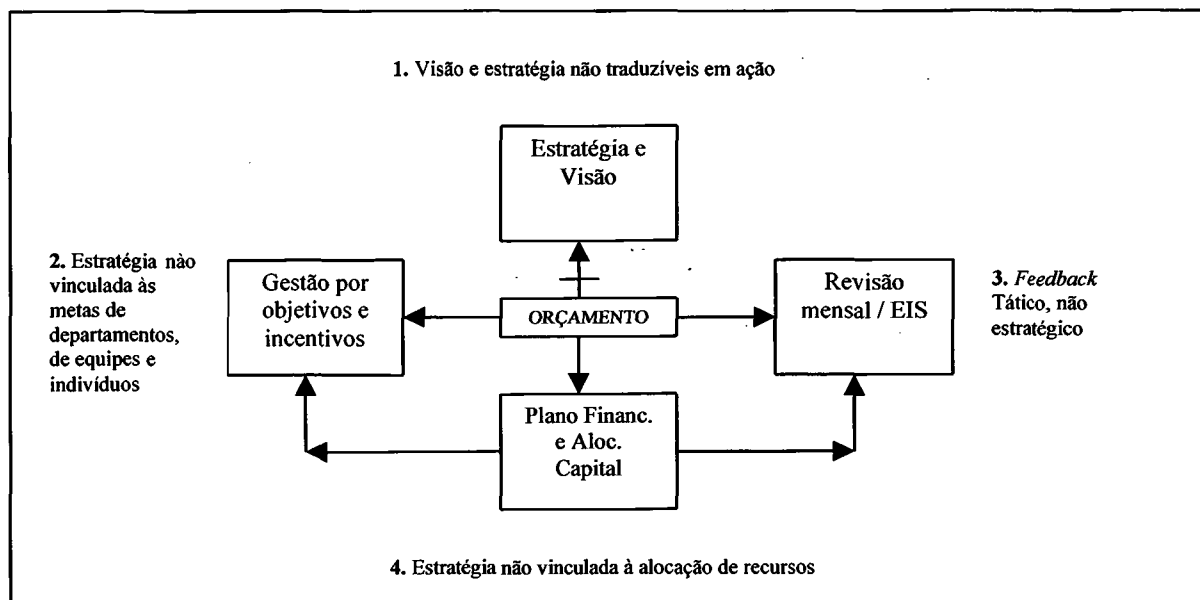 1. Visão e estratégia não traduzíveis em ação
Estratégia e
Visão
2. Estratégia nào
vinculada às
metas de
departamentos,
de equipes e
indivíduos
Gestão por
objetivos e
incentivos
ORÇAMENTO
Revisão
mensal / EIS
3. Feedback
Tático, não
estratégico
Plano Financ.
e Aloc.
Capital
4. Estratégia não vinculada à alocação de recursos